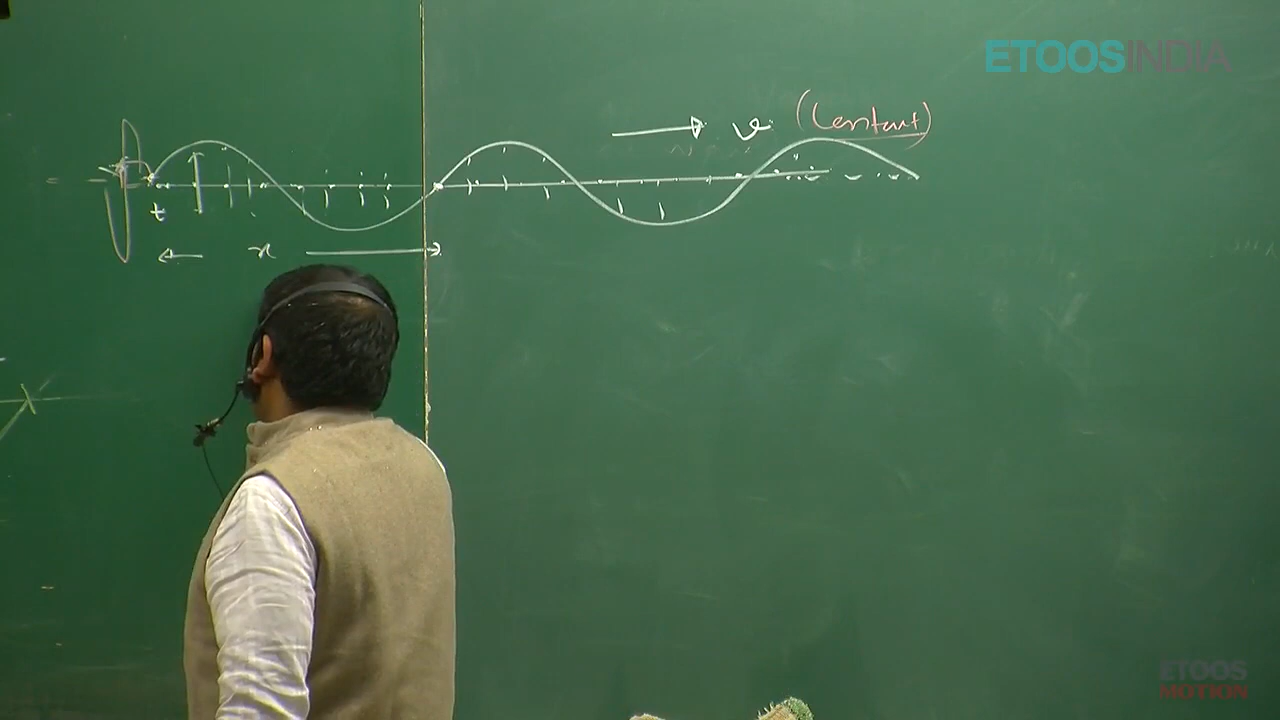 ETOOSINDIA
v (Constant)
t
x
ETOOS
MOTION